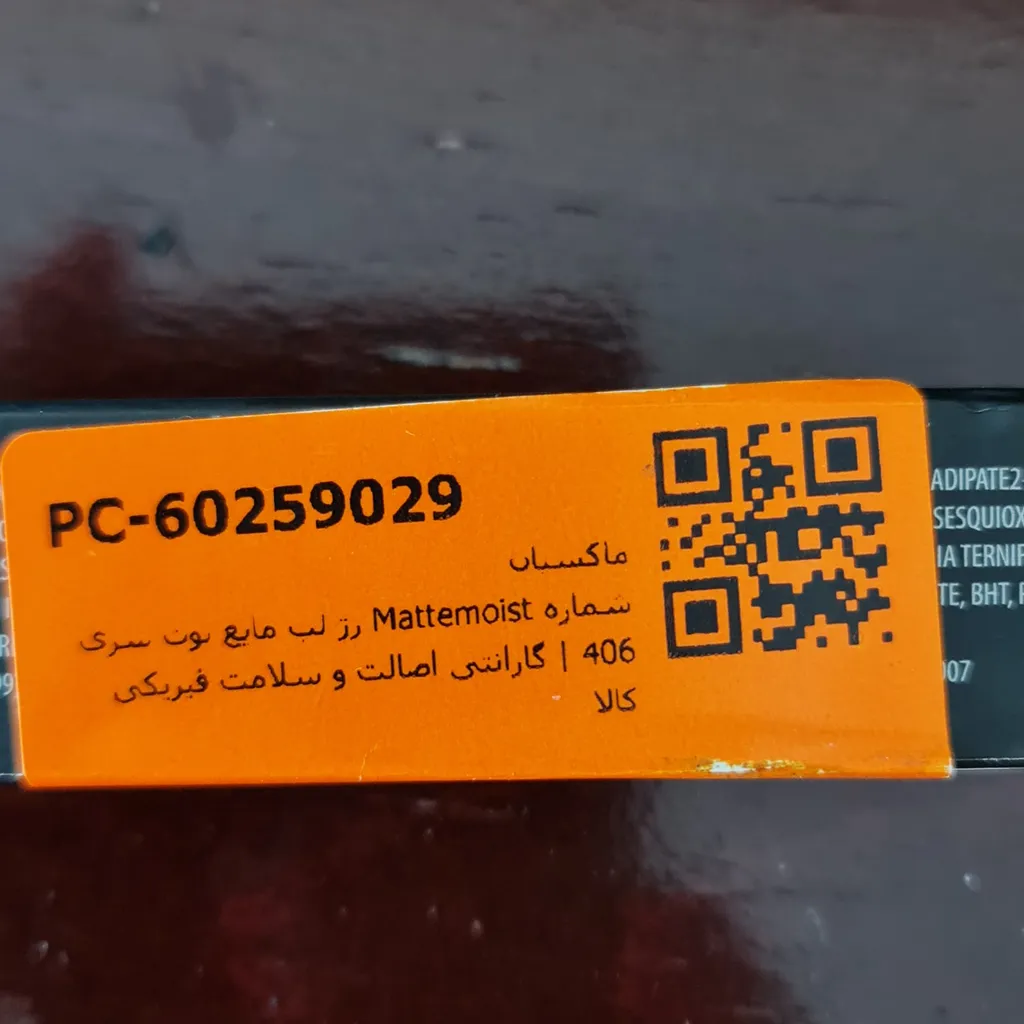 PC-60259029
ماکسباب
رژ لب مایع نوت سری Mattemoist شماره
406 | گارانتی اصالت و سلامت فیزیکی
کالا
ADIPATE2
SESQUIOX
IA TERNIF
TE, BHT,
007